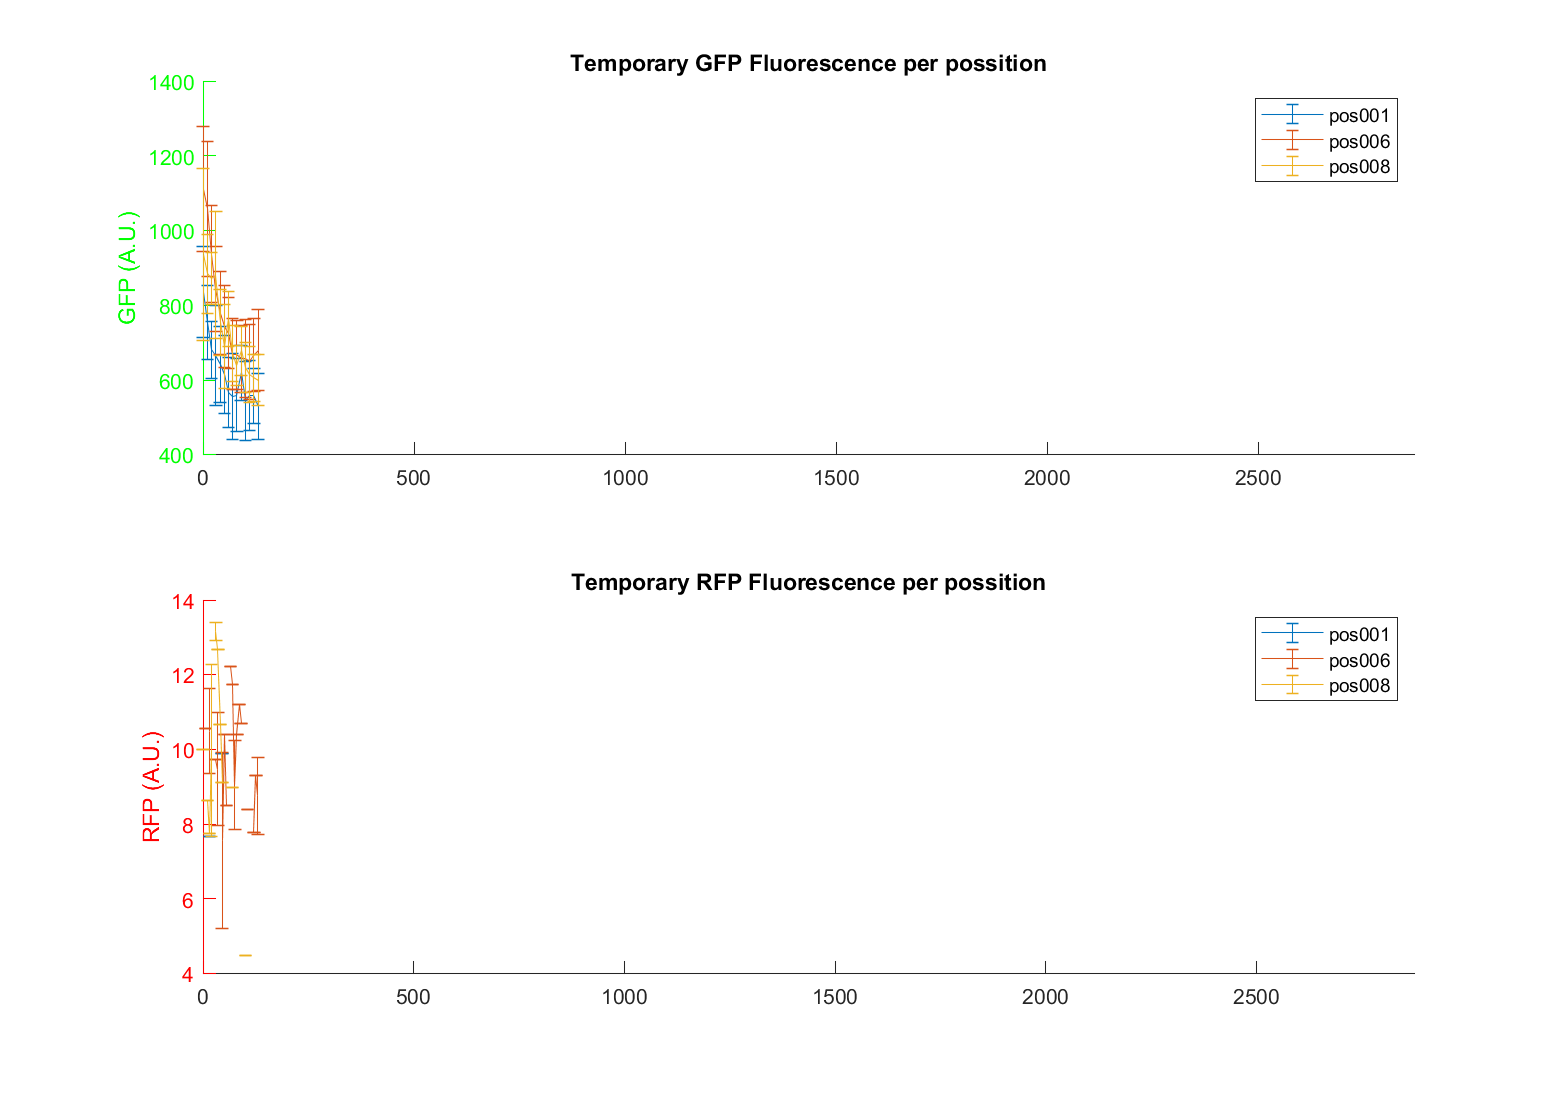 Temporary GFP Fluorescence per possition
1400
1200
1000
800
600
400
GFP (A.U.)
0 500 1000 1500 2000 2500
pos001
pos006
pos008
Temporary RFP Fluorescence per possition
14
12
10
8
6
4
RFP (A.U.)
0 500 1000 1500 2000 2500
pos001
pos006
pos008